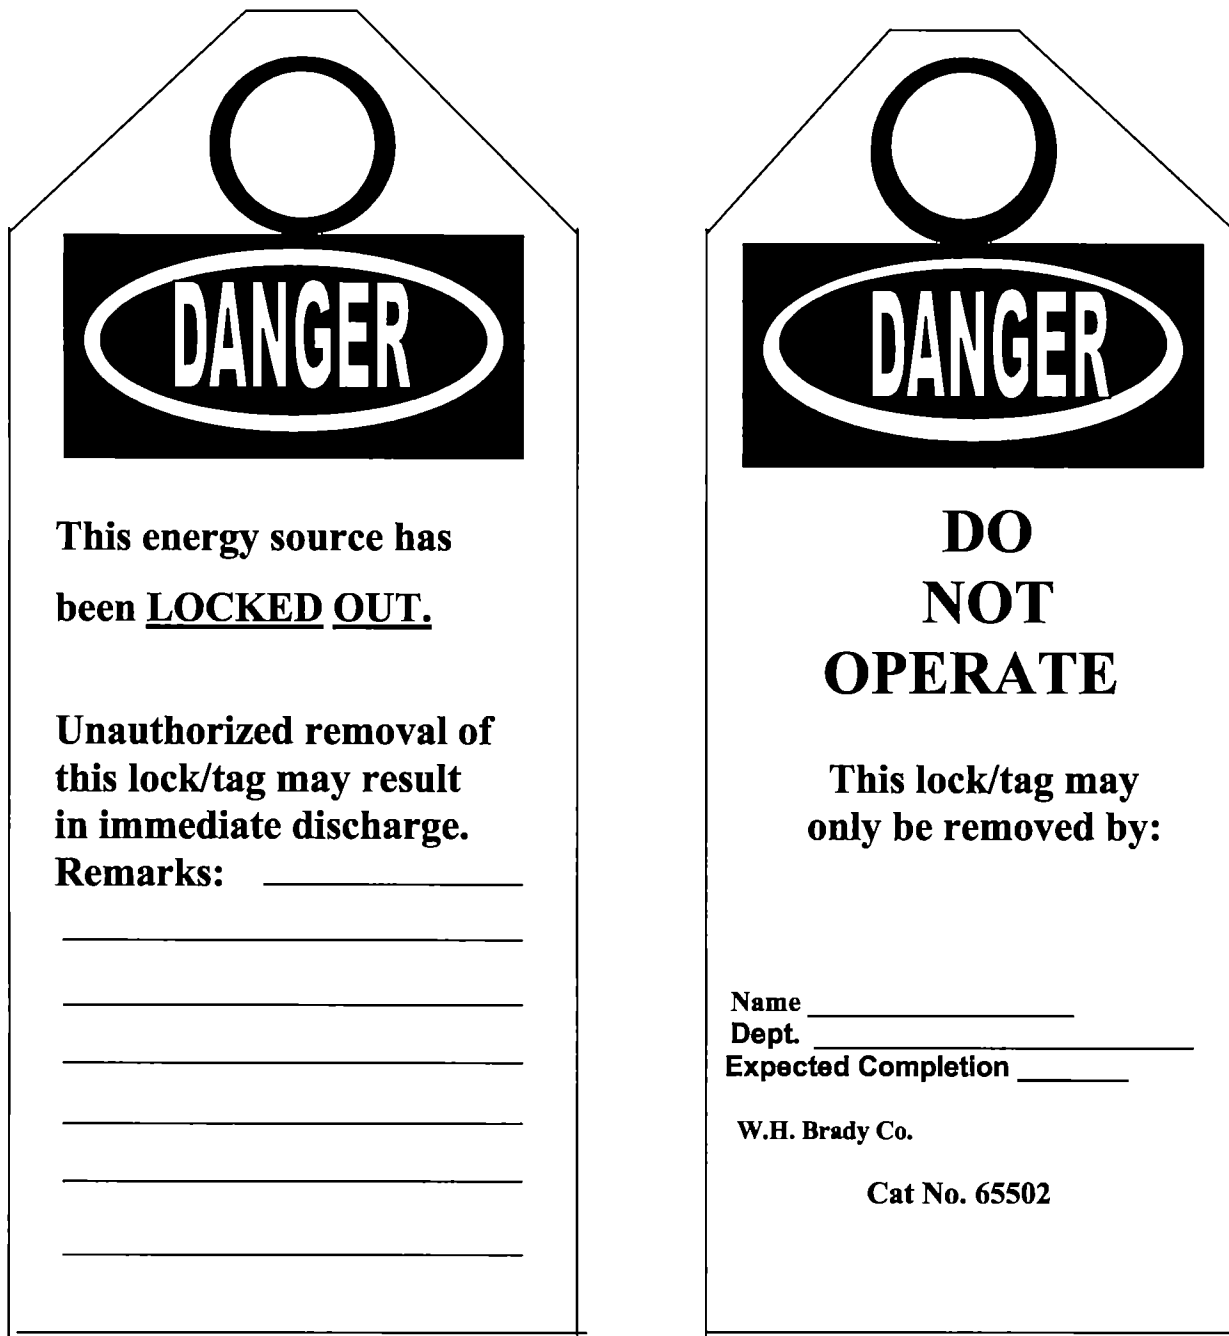 DANGER
This energy source has
been LOCKED OUT.
Unauthorized removal of
this lock/tag may result
in immediate discharge.
Remarks:
DANGER
DO
NOT
OPERATE
This lock/tag may
only be removed by:
Name
Dept.
Expected Completion
W.H. Brady Co.
Cat No. 65502